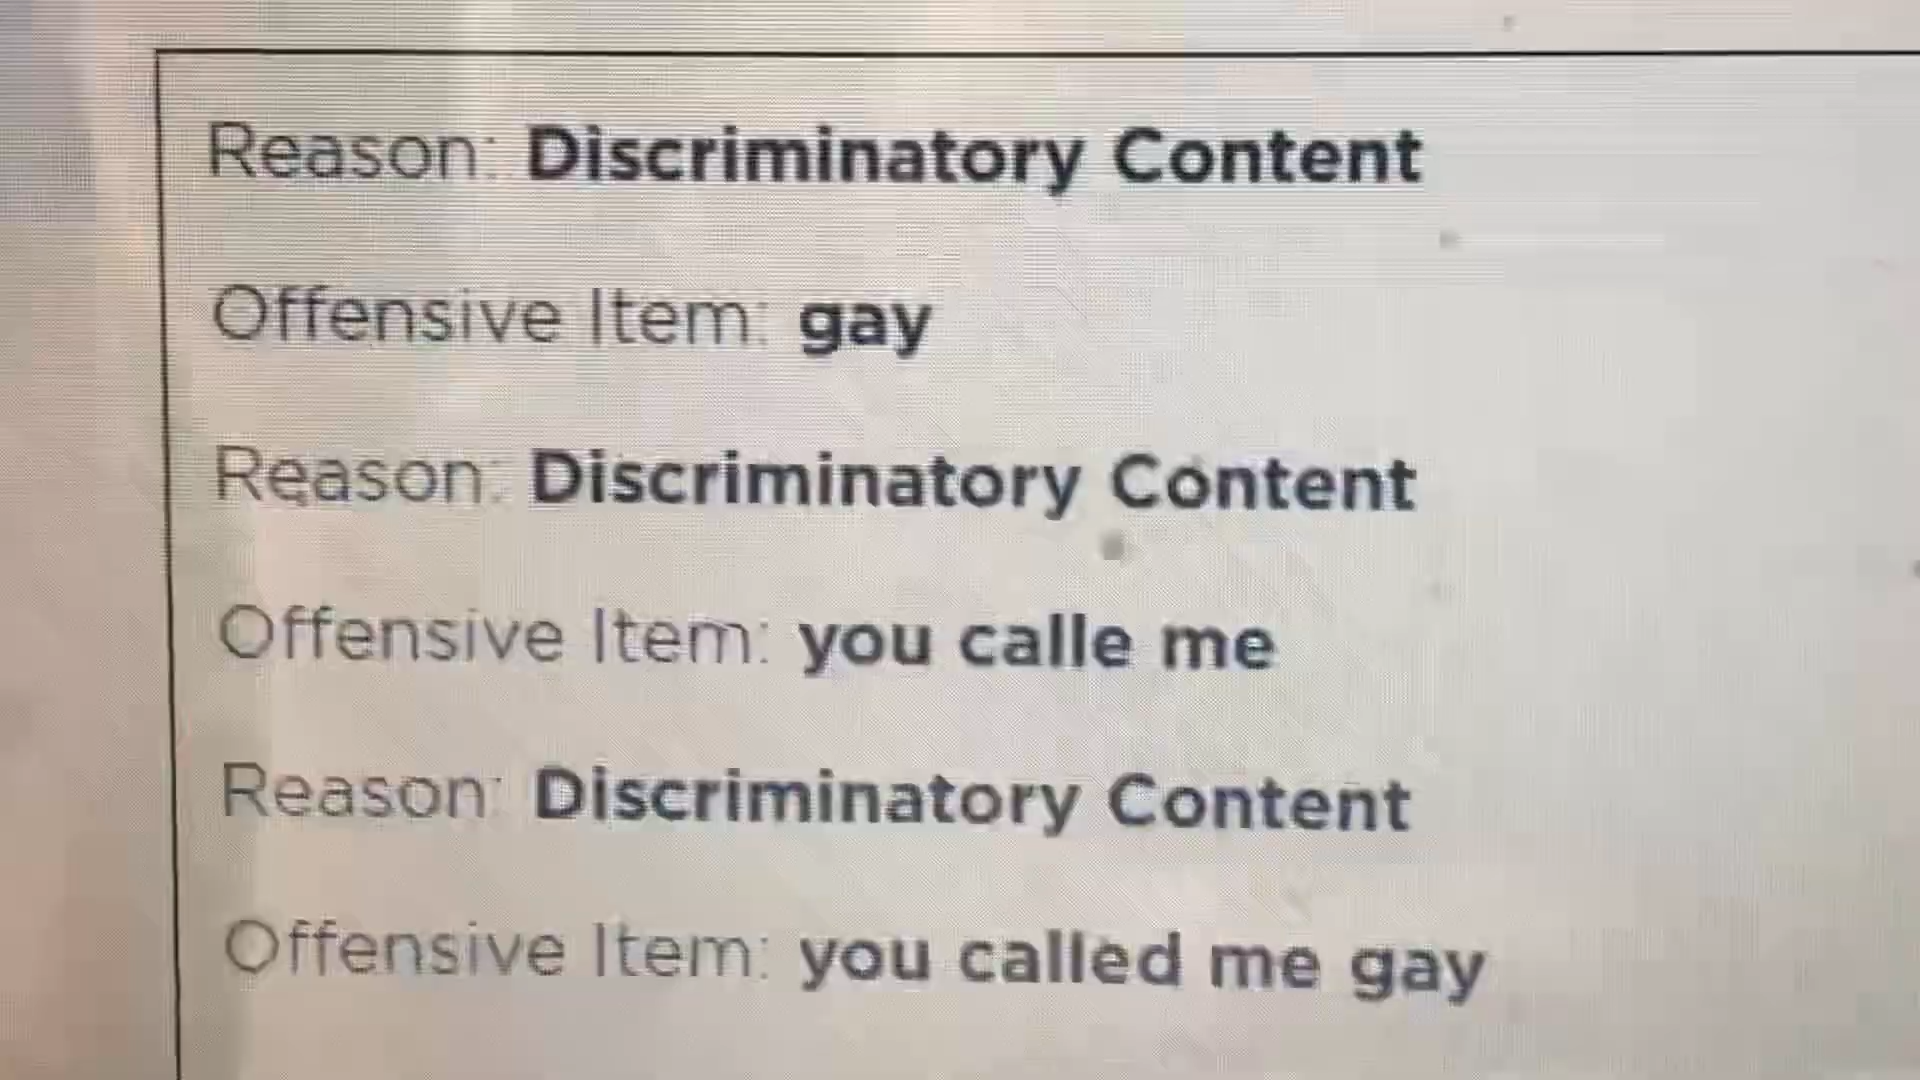 Reason: Discriminatory Content
Offensive Item: gay
Reason: Discriminatory Content
Offensive Item: you calle me
Reason: Discriminatory Content
Offensive Item: you called me gay